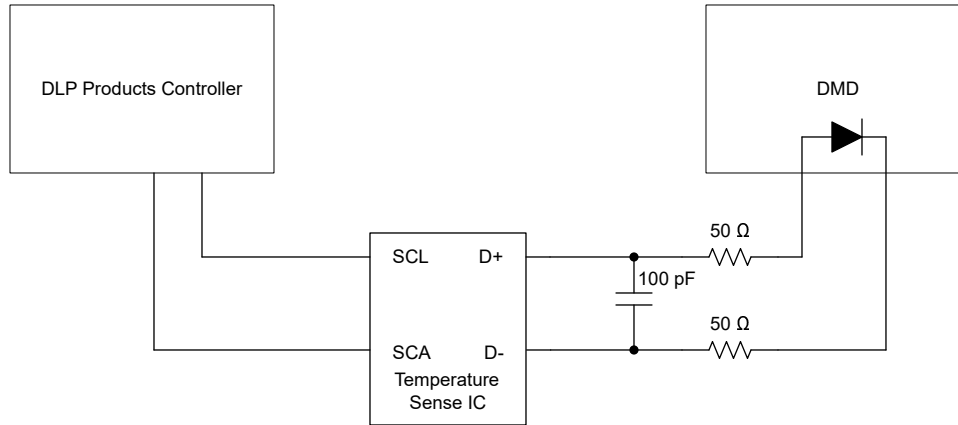 DLP Products Controller
DMD
50 Ω
SCL
D+
100 pF
50 Ω
SCA
D-
Temperature
Sense IC